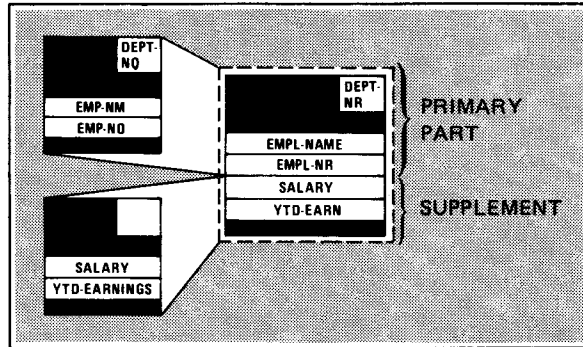 DEPT-
NO
EMP-NM
EMP-NO
DEPT-
NR
EMPL-NAME
EMPL-NR
SALARY
YTD-EARN
PRIMARY
PART
SUPPLEMENT
SALARY
YTD-EARNINGS